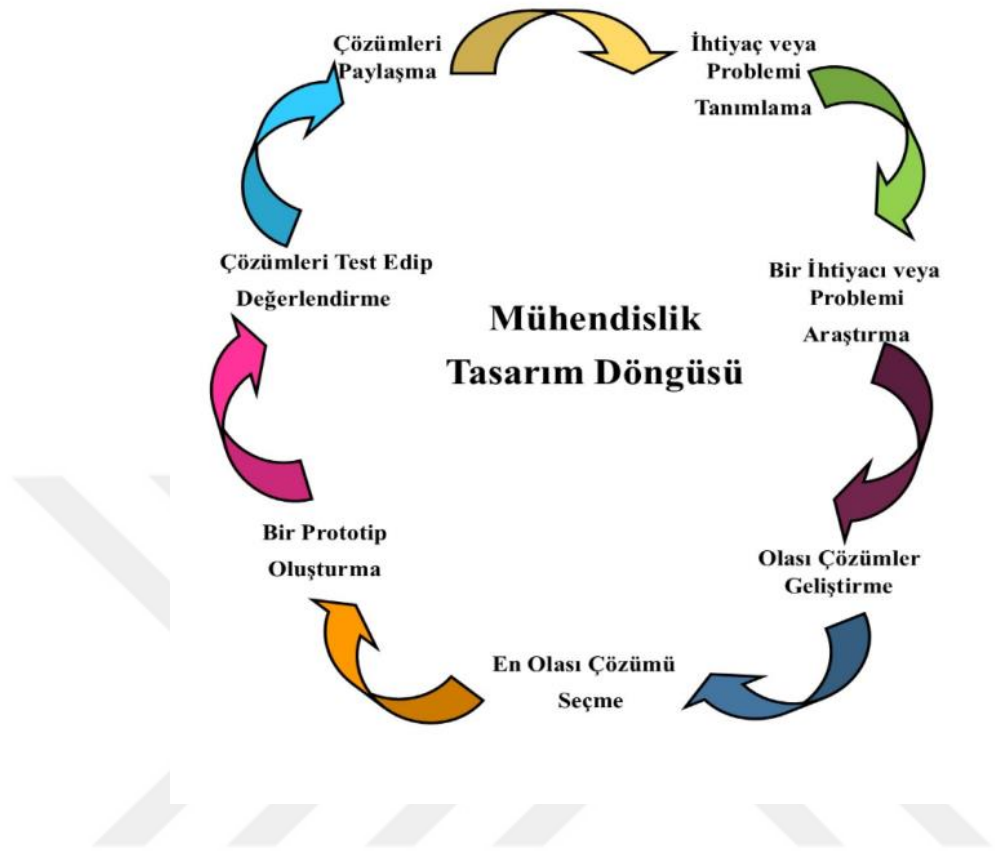 Çözümleri
Paylaşma
İhtiyaç veya
Problemi
Tanımlama
Bir İhtiyacı veya
Problemi
Araştırma
Olası Çözümler
Geliştirme
En Olası Çözümü
Seçme
Bir Prototip
Oluşturma
Çözümleri Test Edip
Değerlendirme
Mühendislik
Tasarım Döngüsü